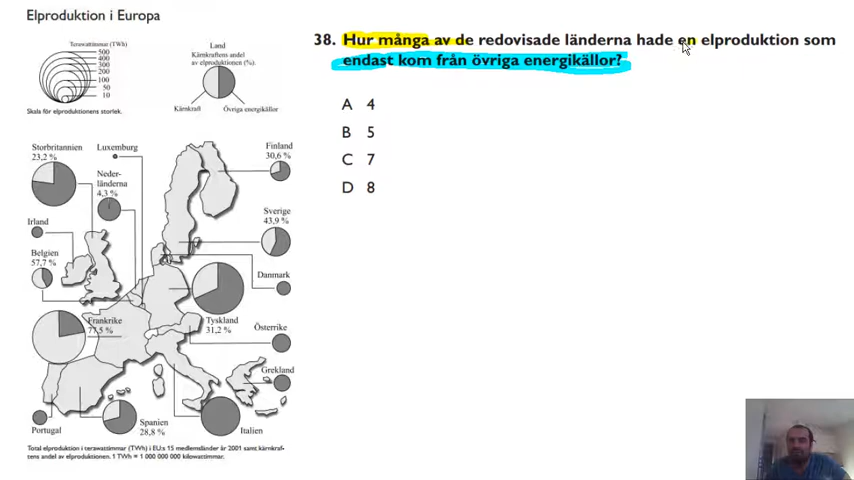 Elproduktion i Europa
Terawattimmar (TWh)
500
400
300
200
100
50
10
Skala för elproduktionens storlek.
Land
Kärnkraftens andel
av elproduktionen (%).
Kärnkraft
Övriga energikällor
Storbritannien
23,2 %
Luxemburg
Neder-
länderna
4,3 %
Finland
30,6 %
Irland
Sverige
43,9 %
Belgien
57,7 %
Danmark
Frankrike
77,5 %
Tyskland
31,2 %
Österrike
Grekland
Portugal
Spanien
28,8 %
Italien
Total elproduktion i terawattimmar (TWh) i EU:s 15 medlemsländer år 2001 samt kärnkraf-
tens andel av elproduktionen. 1 TWh = 1 000 000 000 kilowattimmar.
38. Hur många av de redovisade länderna hade en elproduktion som
endast kom från övriga energikällor?
A 4
B 5
C 7
D 8